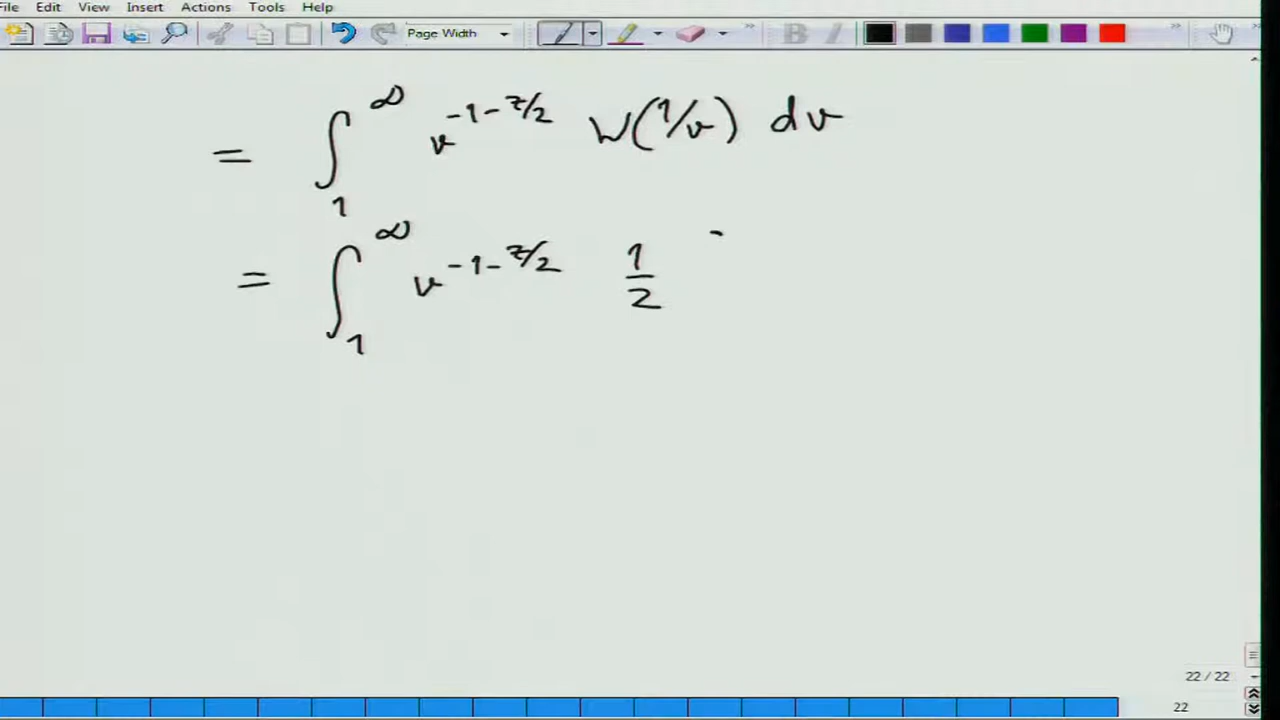 File Edit View Insert Actions Tools Help
Page Width
= ∫₁^∞ v^{-1-z/2} W(1/v) dv
= ∫₁^∞ v^{-1-z/2} 1/2
22 / 22
22